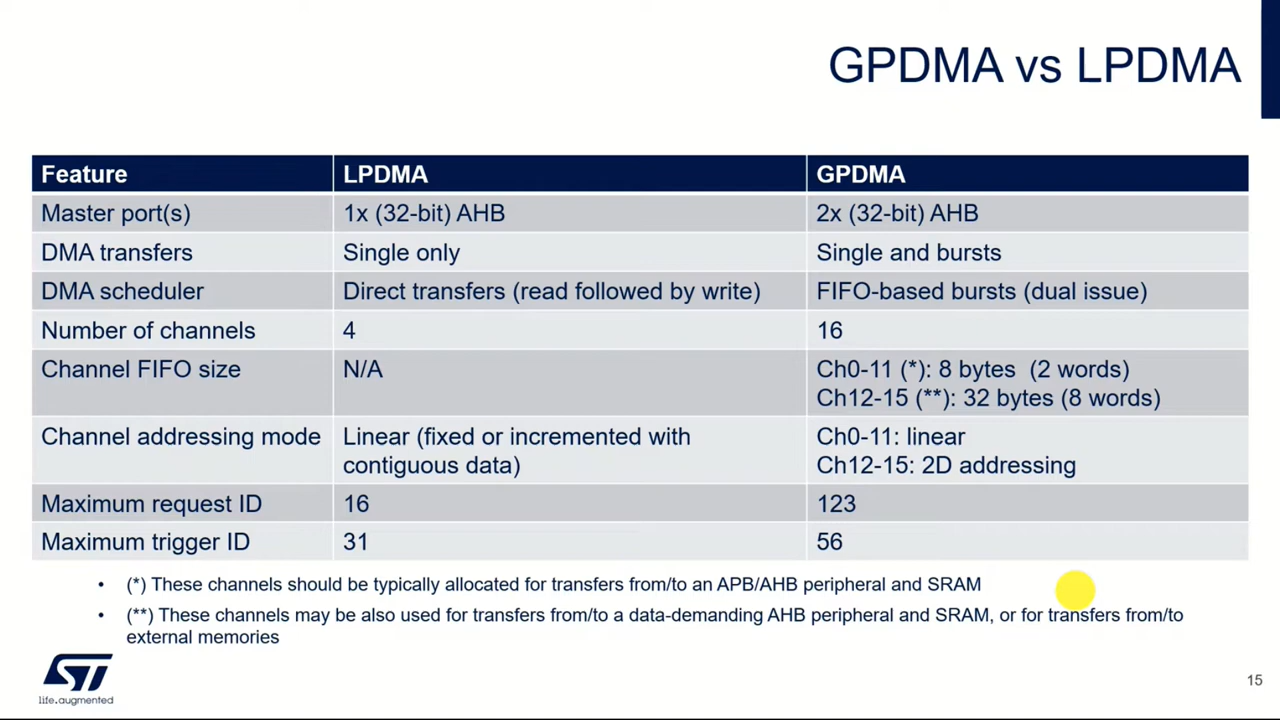 GPDMA vs LPDMA
Feature LPDMA GPDMA
Master port(s) 1x (32-bit) AHB 2x (32-bit) AHB
DMA transfers Single only Single and bursts
DMA scheduler Direct transfers (read followed by write) FIFO-based bursts (dual issue)
Number of channels 4 16
Channel FIFO size N/A Ch0-11 (*): 8 bytes (2 words)
Ch12-15 (**): 32 bytes (8 words)
Channel addressing mode Linear (fixed or incremented with Ch0-11: linear
contiguous data) Ch12-15: 2D addressing
Maximum request ID 16 123
Maximum trigger ID 31 56
• (*) These channels should be typically allocated for transfers from/to an APB/AHB peripheral and SRAM
• (**) These channels may be also used for transfers from/to a data-demanding AHB peripheral and SRAM, or for transfers from/to
external memories
ST
life.augmented
15